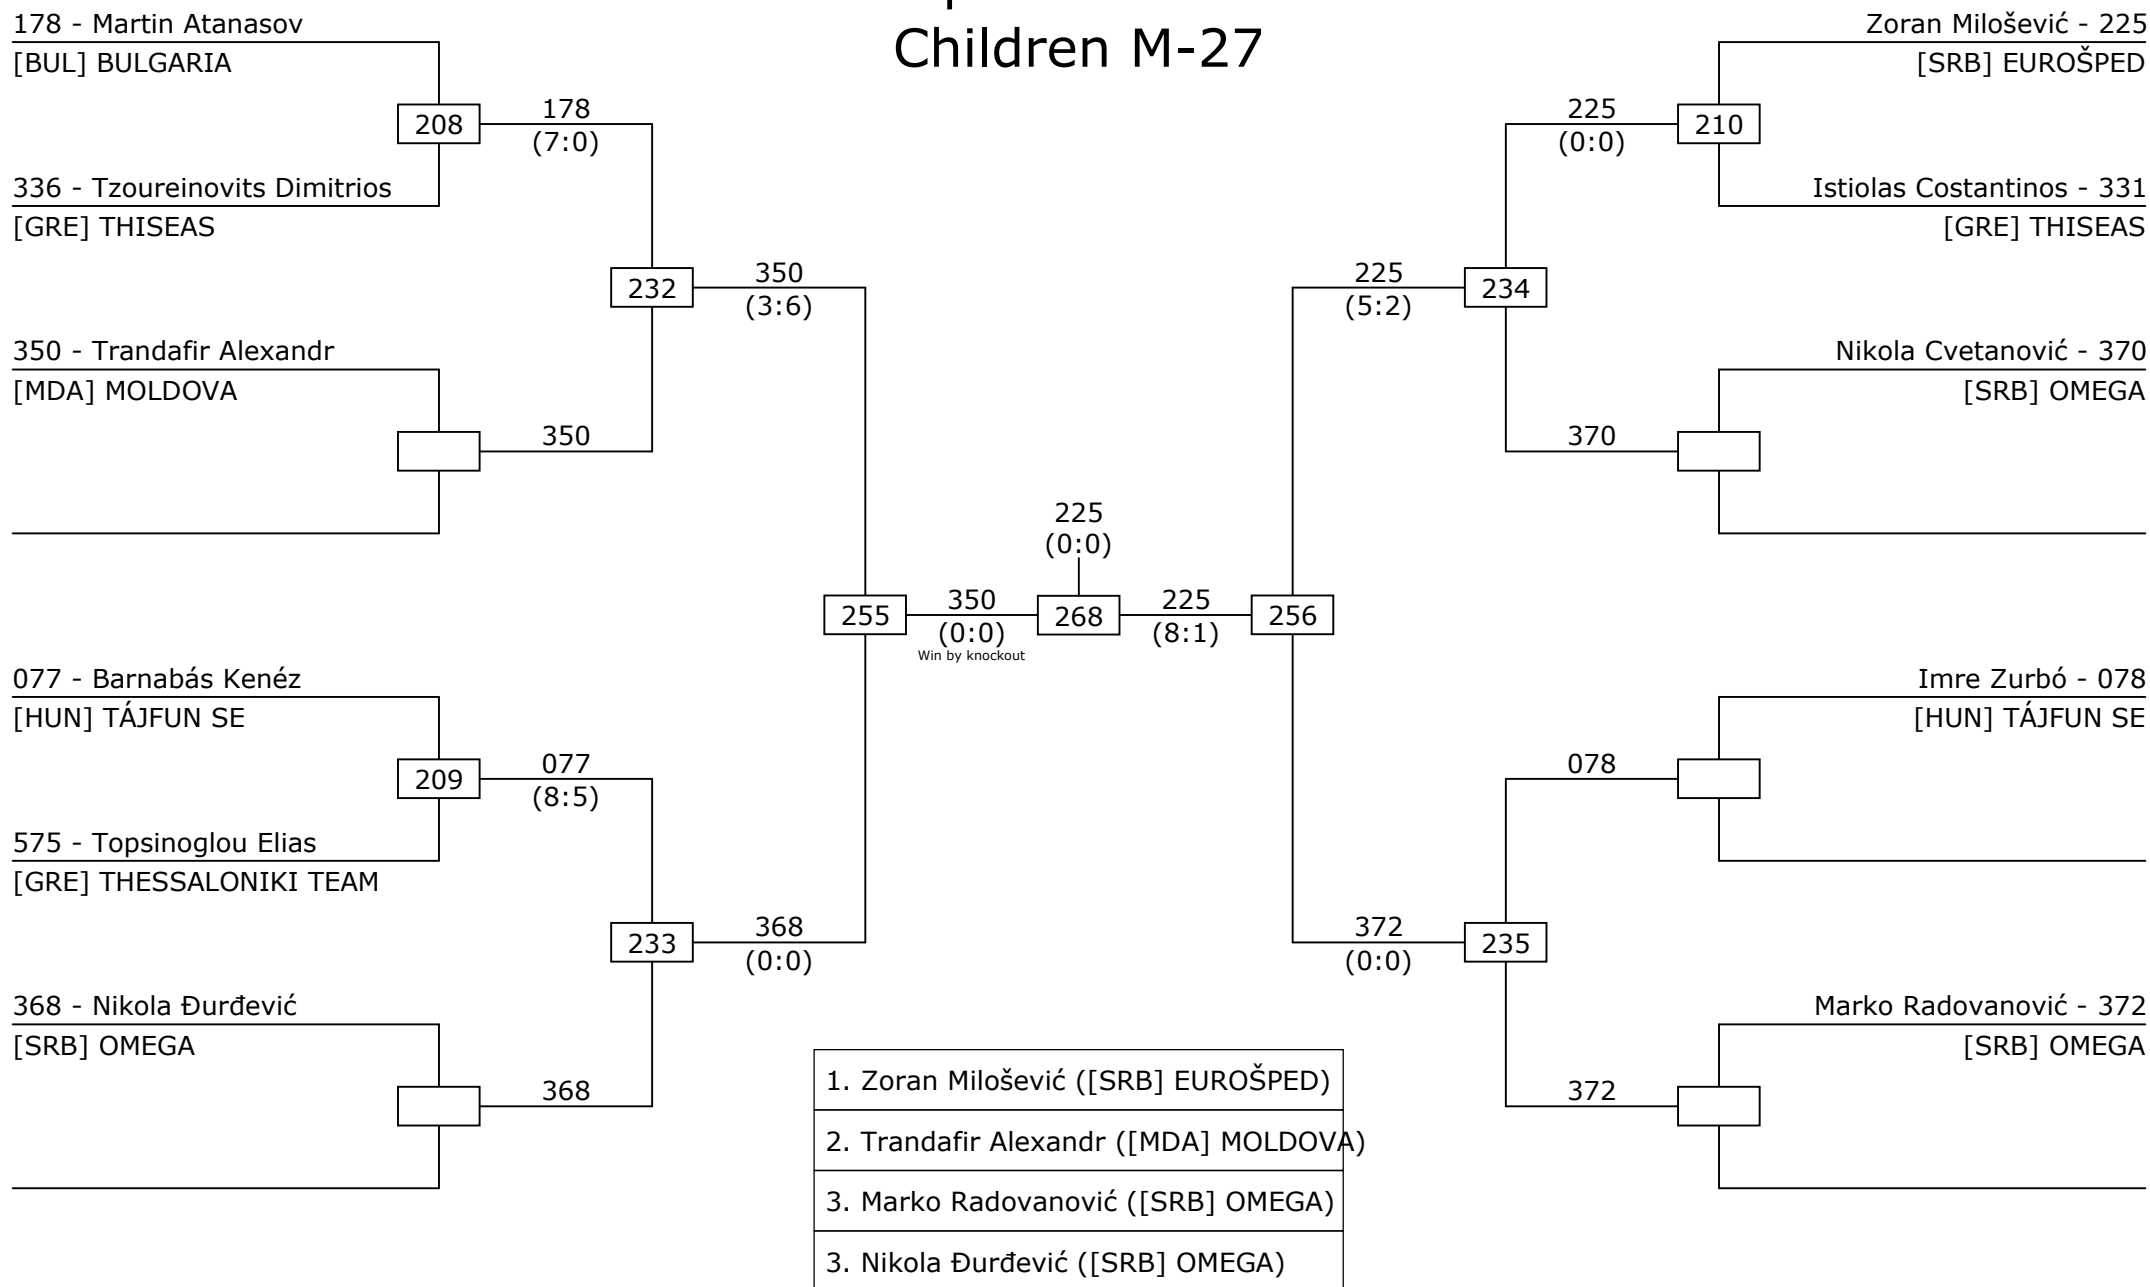 Children M-27
178 - Martin Atanasov
[BUL] BULGARIA
208
178
(7:0)
336 - Tzoureinovits Dimitrios
[GRE] THISEAS
232
350
(3:6)
350 - Trandafir Alexandr
[MDA] MOLDOVA
350
255
350
(0:0)
Win by knockout
077 - Barnabás Kenéz
[HUN] TÁJFUN SE
209
077
(8:5)
575 - Topsinoglou Elias
[GRE] THESSALONIKI TEAM
233
368
(0:0)
368 - Nikola Đurđević
[SRB] OMEGA
368
225
(0:0)
268
Zoran Milošević - 225
[SRB] EUROŠPED
225
(0:0)
210
Istiolas Costantinos - 331
[GRE] THISEAS
225
(5:2)
234
Nikola Cvetanović - 370
[SRB] OMEGA
370
225
(8:1)
256
Imre Zurbó - 078
[HUN] TÁJFUN SE
078
372
(0:0)
235
Marko Radovanović - 372
[SRB] OMEGA
372
1. Zoran Milošević ([SRB] EUROŠPED)
2. Trandafir Alexandr ([MDA] MOLDOVA)
3. Marko Radovanović ([SRB] OMEGA)
3. Nikola Đurđević ([SRB] OMEGA)